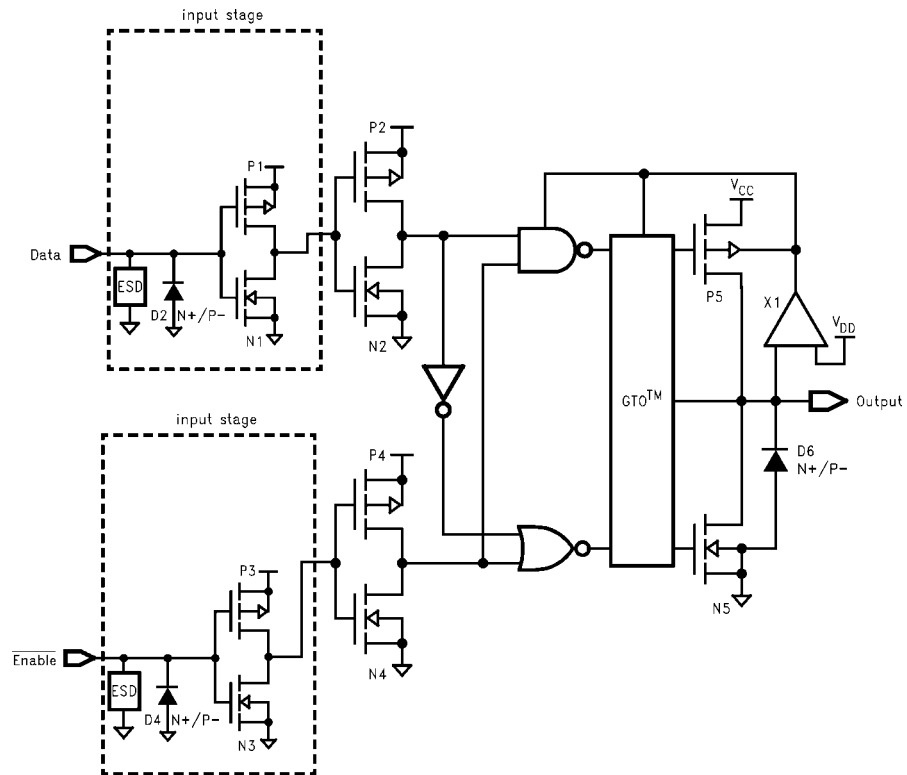 input stage
P1
P2
Data
ESD
D2 N+/P-
N1
N2
V_CC
P5
X1
V_DD
GTO™
Output
D6
N+/P-
N5
input stage
P3
P4
E̅n̅a̅b̅l̅e̅
ESD
D4 N+/P-
N3
N4